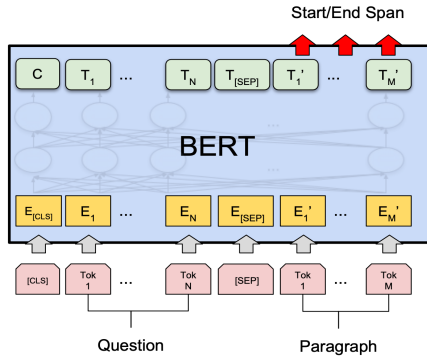 Start/End Span
C T1 ... TN T[SEP] T1' ... TM'
BERT
E[CLS] E1 ... EN E[SEP] E1' ... EM'
[CLS] Tok 1 ... Tok N [SEP] Tok 1 ... Tok M
Question Paragraph